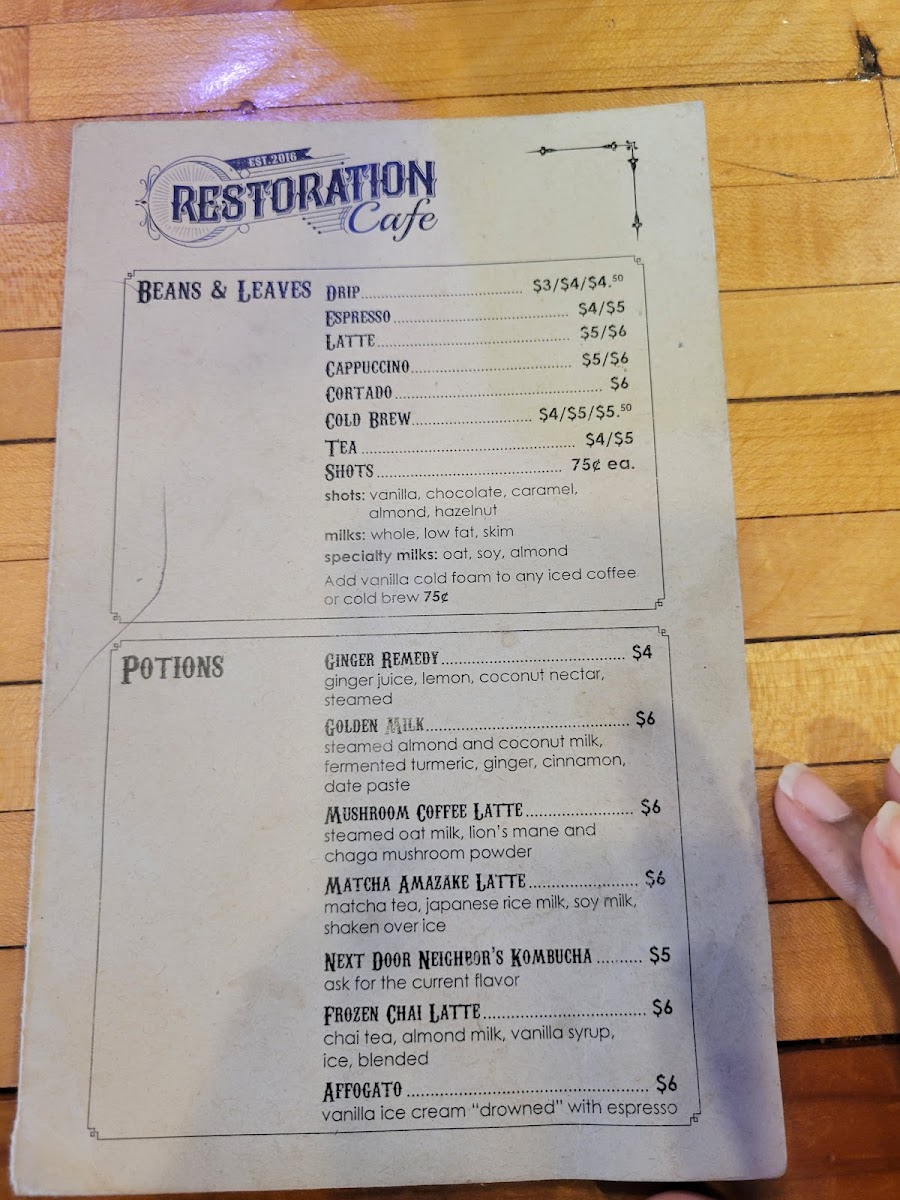 EST. 2016
RESTORATION
Cafe
BEANS & LEAVES
DRIP........................................ $3/$4/$4.50
ESPRESSO........................................ $4/$5
LATTE........................................ $5/$6
CAPPUCCINO........................................ $5/$6
CORTADO........................................ $6
COLD BREW........................................ $4/$5/$5.50
TEA........................................ $4/$5
SHOTS........................................ 75¢ ea.
shots: vanilla, chocolate, caramel,
almond, hazelnut
milks: whole, low fat, skim
specialty milks: oat, soy, almond
Add vanilla cold foam to any iced coffee
or cold brew 75¢
POTIONS
GINGER REMEDY........................................ $4
ginger juice, lemon, coconut nectar,
steamed
GOLDEN MILK........................................ $6
steamed almond and coconut milk,
fermented turmeric, ginger, cinnamon,
date paste
MUSHROOM COFFEE LATTE...................... $6
steamed oat milk, lion's mane and
chaga mushroom powder
MATCHA AMAZAKE LATTE...................... $6
matcha tea, japanese rice milk, soy milk,
shaken over ice
NEXT DOOR NEIGHBOR'S KOMBUCHA.......... $5
ask for the current flavor
FROZEN CHAI LATTE................................ $6
chai tea, almond milk, vanilla syrup,
ice, blended
AFFOGATO................................................ $6
vanilla ice cream "drowned" with espresso